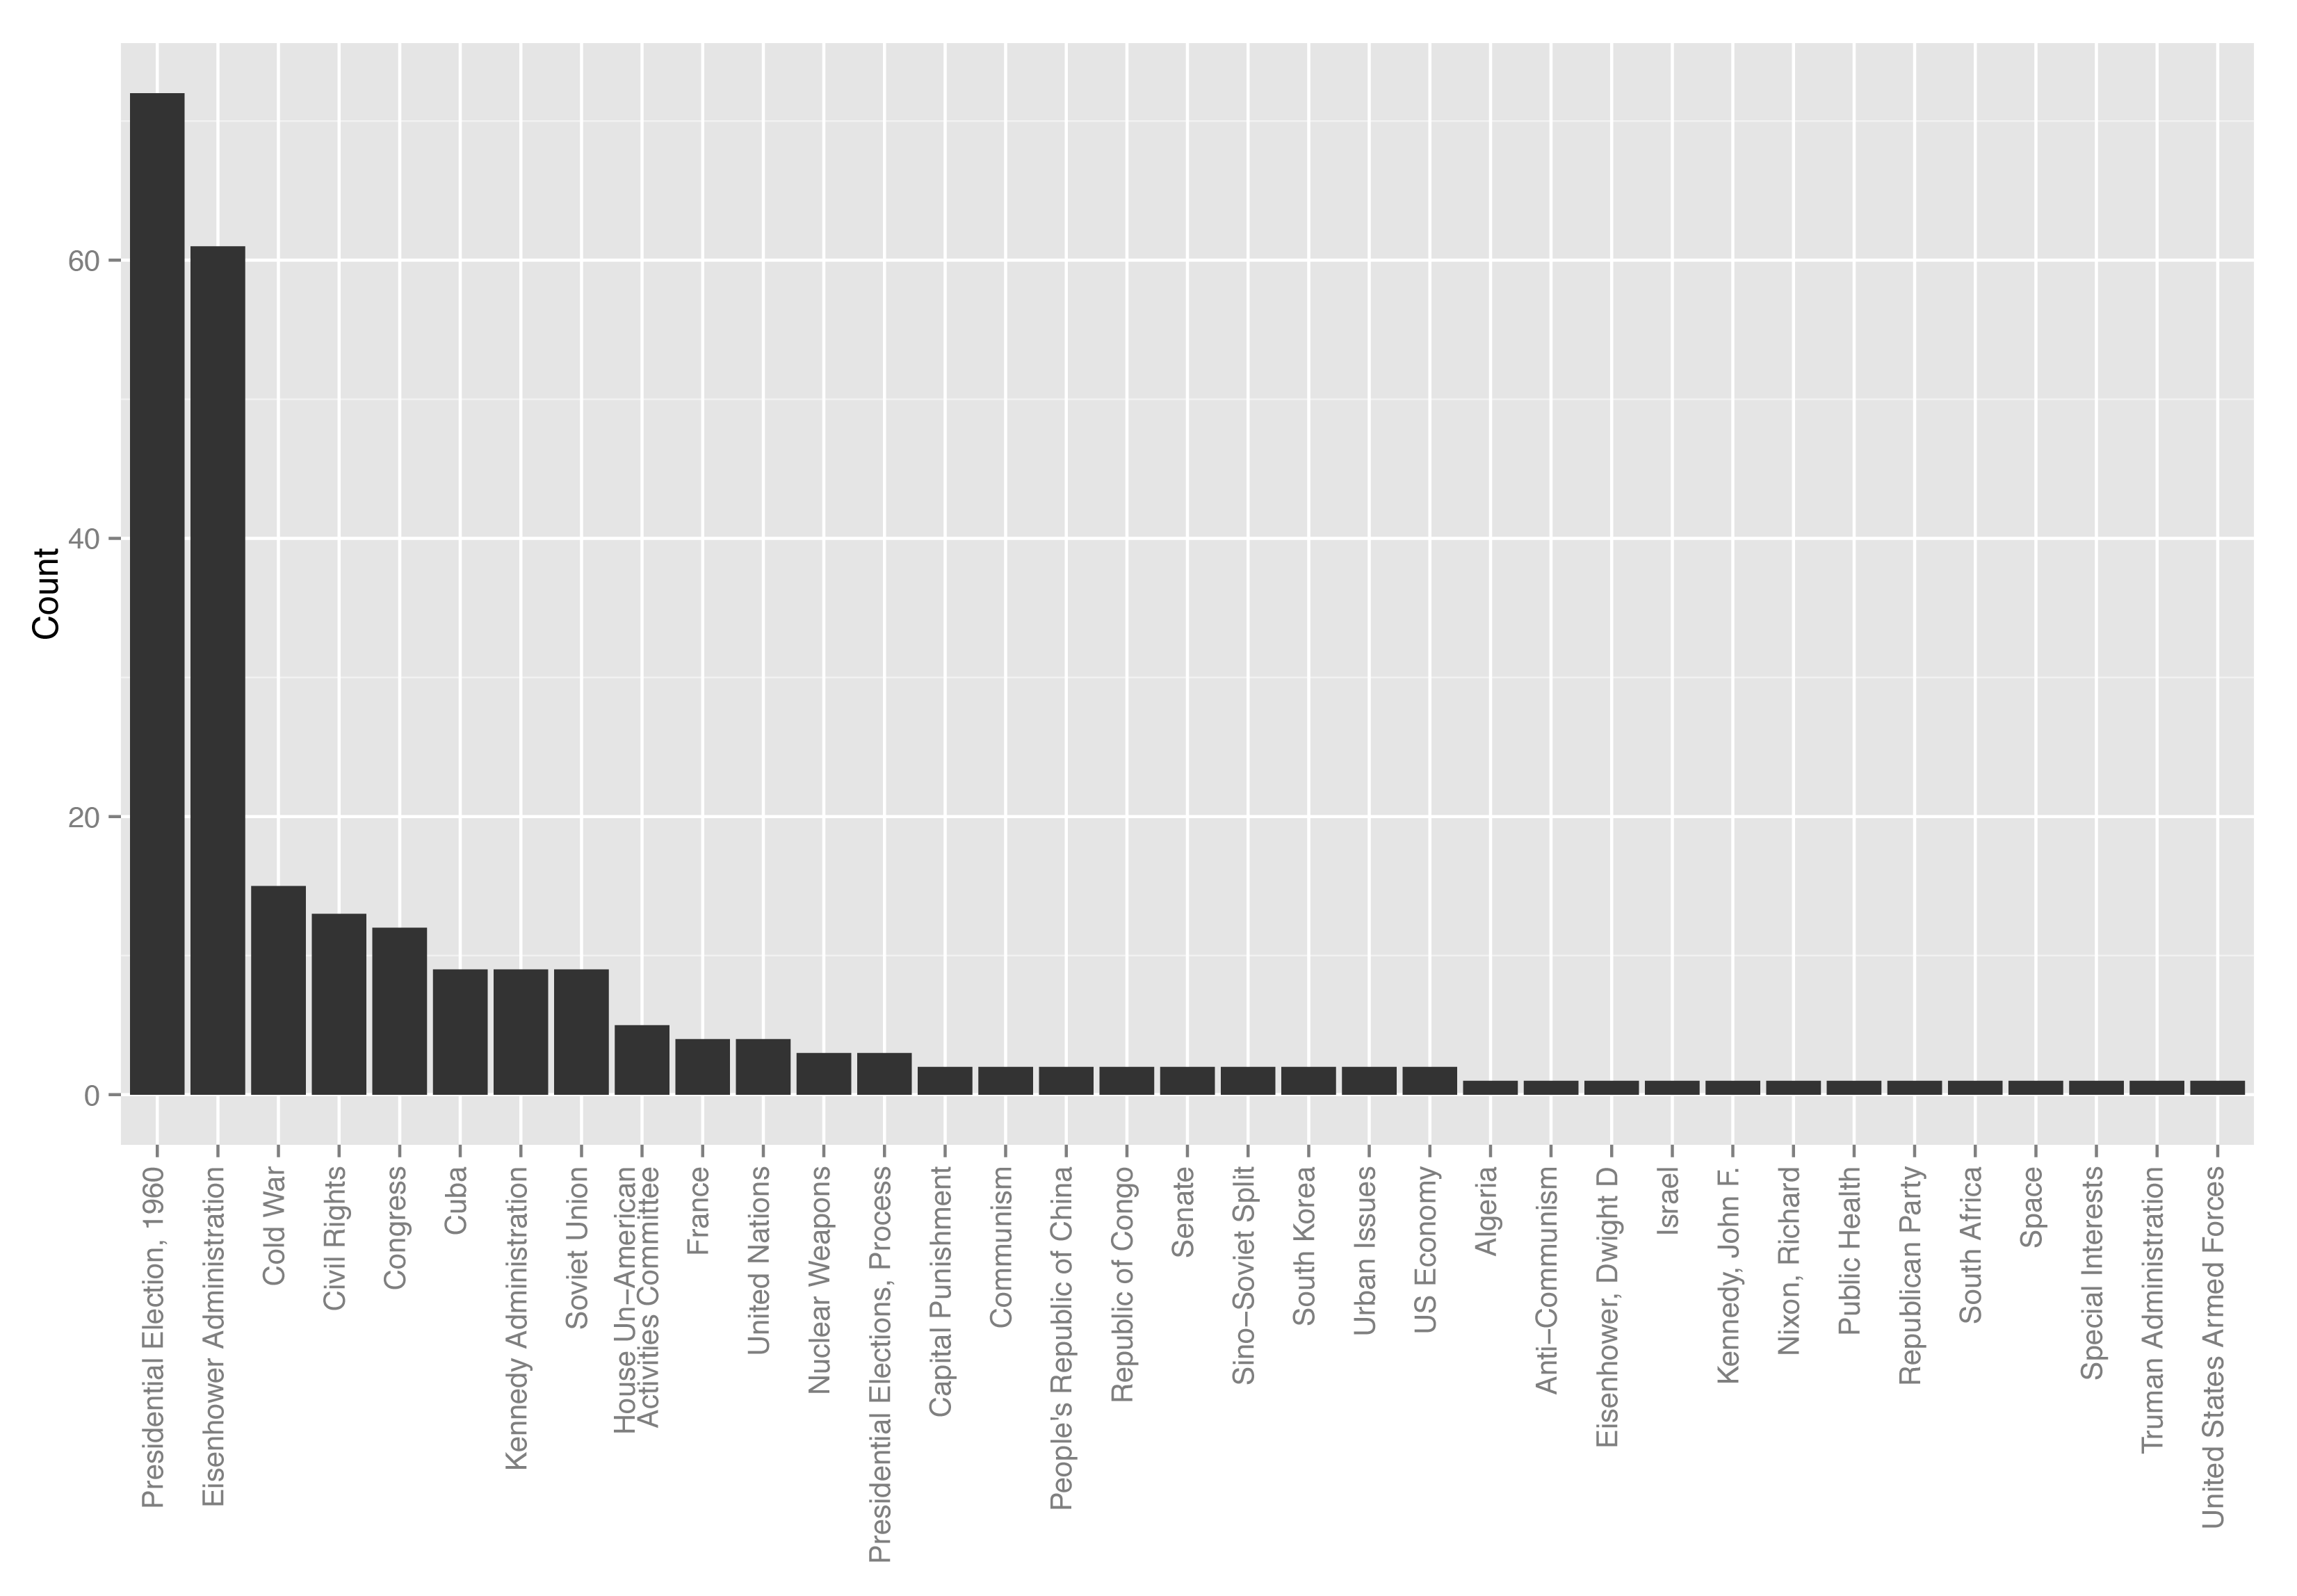 Count
60
40
20
0
Presidential Election, 1960
Eisenhower Administration
Cold War
Civil Rights
Congress
Cuba
Kennedy Administration
Soviet Union
House Un−American
Activities Committee
France
United Nations
Nuclear Weapons
Presidential Elections, Process
Capital Punishment
Communism
People's Republic of China
Republic of Congo
Senate
Sino−Soviet Split
South Korea
Urban Issues
US Economy
Algeria
Anti−Communism
Eisenhower, Dwight D
Israel
Kennedy, John F.
Nixon, Richard
Public Health
Republican Party
South Africa
Space
Special Interests
Truman Administration
United States Armed Forces